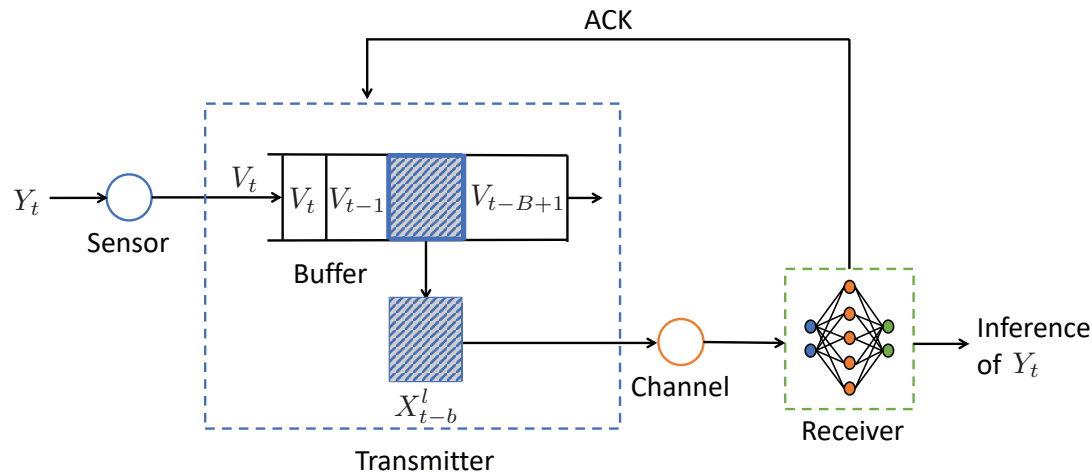 ACK
Y_t
V_t
Sensor
V_t
V_{t-1}
V_{t-B+1}
Buffer
X^l_{t-b}
Transmitter
Channel
Receiver
Inference
of Y_t